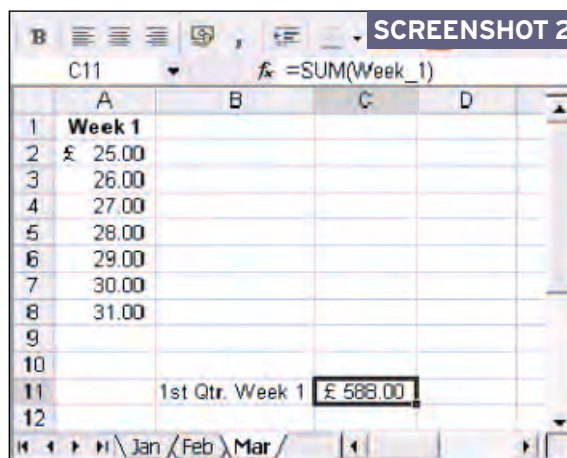 B , SCREENSHOT 2
C11 fx =SUM(Week_1)
A B C D
1 Week 1
2 £ 25.00
3 26.00
4 27.00
5 28.00
6 29.00
7 30.00
8 31.00
9
10
11 1st Qtr. Week 1 £ 588.00
12
Jan / Feb \ Mar /